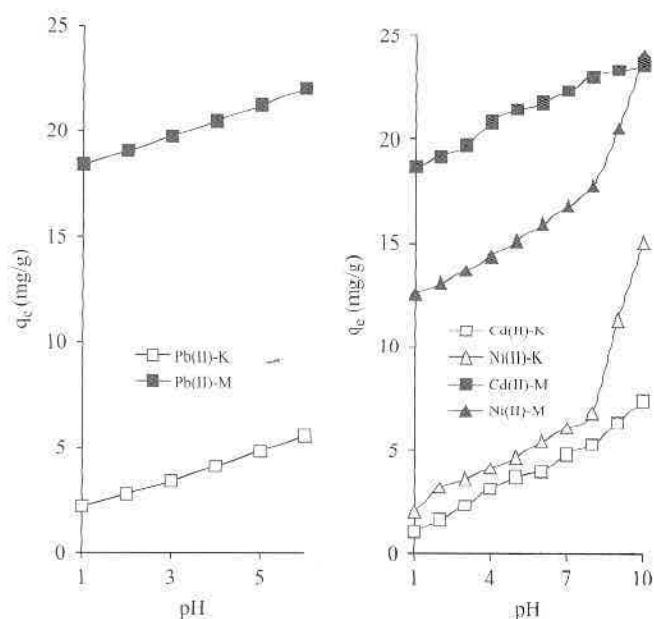 25
20
15
10
5
0
qe (mg/g)
Pb(II)-K
Pb(II)-M
1 3 5
pH
25
20
15
10
5
0
qe (mg/g)
Cd(II)-K
Ni(II)-K
Cd(II)-M
Ni(II)-M
1 4 7 10
pH